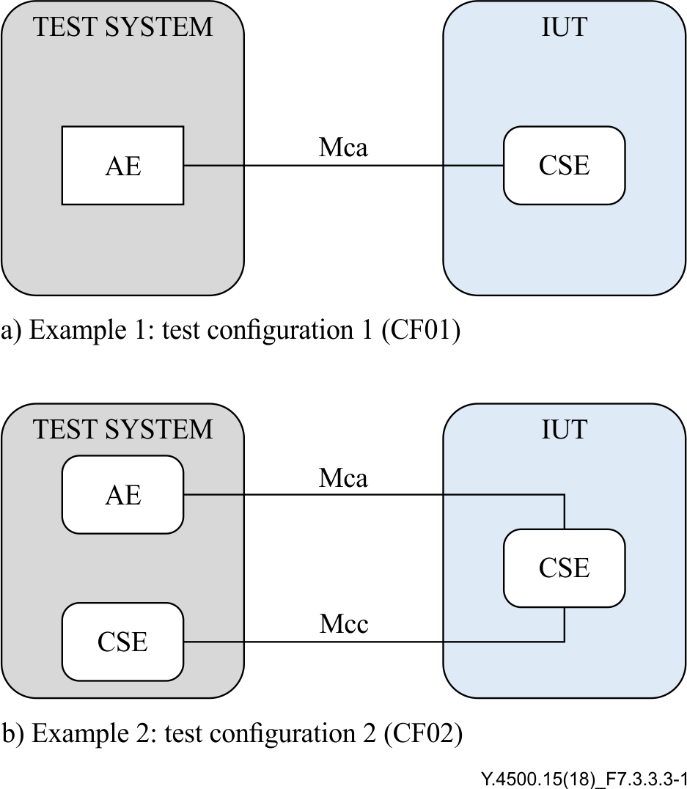 TEST SYSTEM
IUT
AE
Mca
CSE
a) Example 1: test configuration 1 (CF01)
TEST SYSTEM
IUT
AE
Mca
CSE
CSE
Mcc
b) Example 2: test configuration 2 (CF02)
Y.4500.15(18)_F7.3.3.3-1